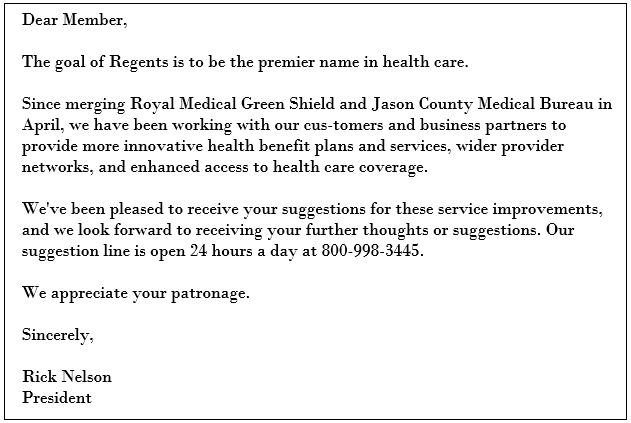 Dear Member,
The goal of Regents is to be the premier name in health care.
Since merging Royal Medical Green Shield and Jason County Medical Bureau in
April, we have been working with our cus-tomers and business partners to
provide more innovative health benefit plans and services, wider provider
networks, and enhanced access to health care coverage.
We've been pleased to receive your suggestions for these service improvements,
and we look forward to receiving your further thoughts or suggestions. Our
suggestion line is open 24 hours a day at 800-998-3445.
We appreciate your patronage.
Sincerely,
Rick Nelson
President